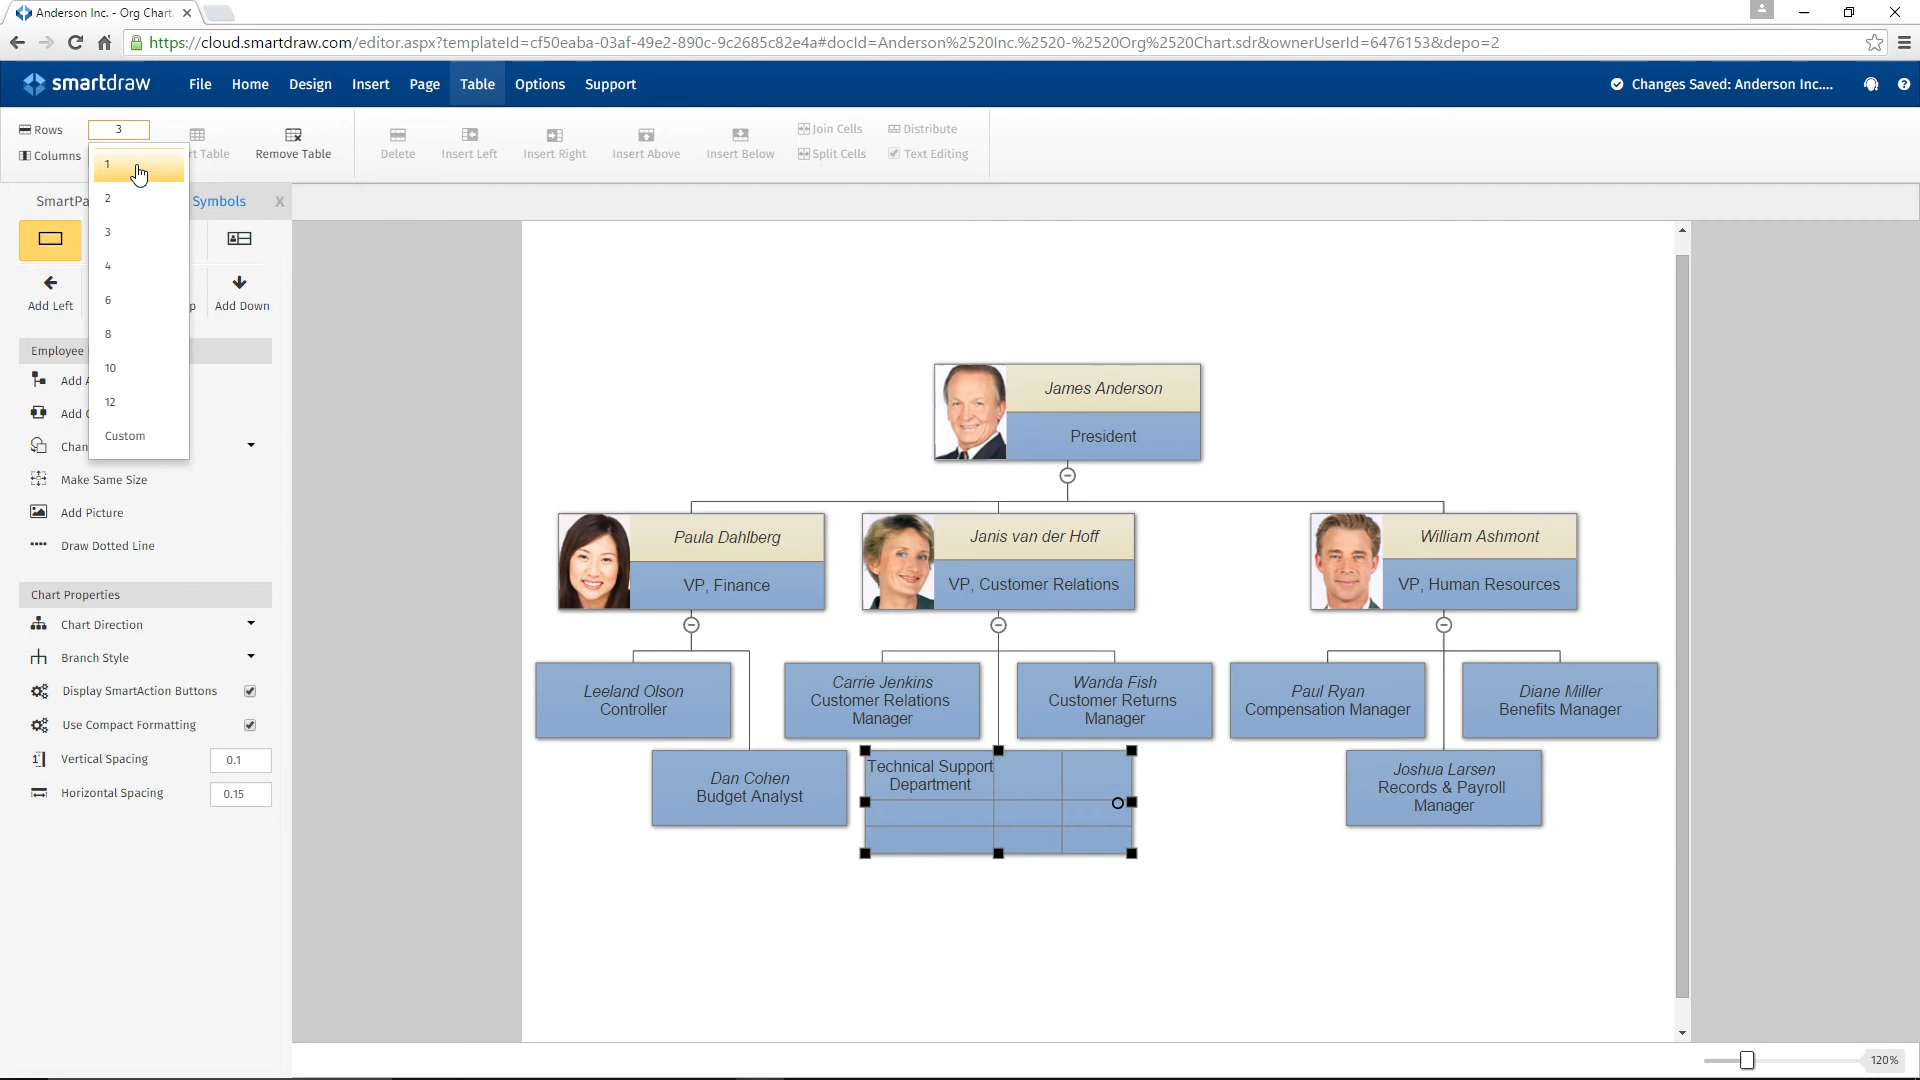 Anderson Inc. - Org Chart.
https://cloud.smartdraw.com/editor.aspx?templateId=cf50eaba-03af-49e2-890c-9c2685c82e4a#docId=Anderson%2520Inc.%2520-%2520Org%2520Chart.sdr&ownerUserId=6476153&depo=2
smartdraw File Home Design Insert Page Table Options Support Changes Saved: Anderson Inc....
Rows 3
Columns
rt Table
Remove Table
Delete
Insert Left
Insert Right
Insert Above
Insert Below
Join Cells
Split Cells
Distribute
Text Editing
1
2
3
4
6
8
10
12
Custom
SmartPa
Symbols X
Add Left
p
Add Down
Employee
Add A
Add C
Chan
Make Same Size
Add Picture
Draw Dotted Line
Chart Properties
Chart Direction
Branch Style
Display SmartAction Buttons
Use Compact Formatting
Vertical Spacing 0.1
Horizontal Spacing 0.15
James Anderson
President
Paula Dahlberg
VP, Finance
Janis van der Hoff
VP, Customer Relations
William Ashmont
VP, Human Resources
Leeland Olson
Controller
Carrie Jenkins
Customer Relations
Manager
Wanda Fish
Customer Returns
Manager
Paul Ryan
Compensation Manager
Diane Miller
Benefits Manager
Dan Cohen
Budget Analyst
Technical Support
Department
Joshua Larsen
Records & Payroll
Manager
120%